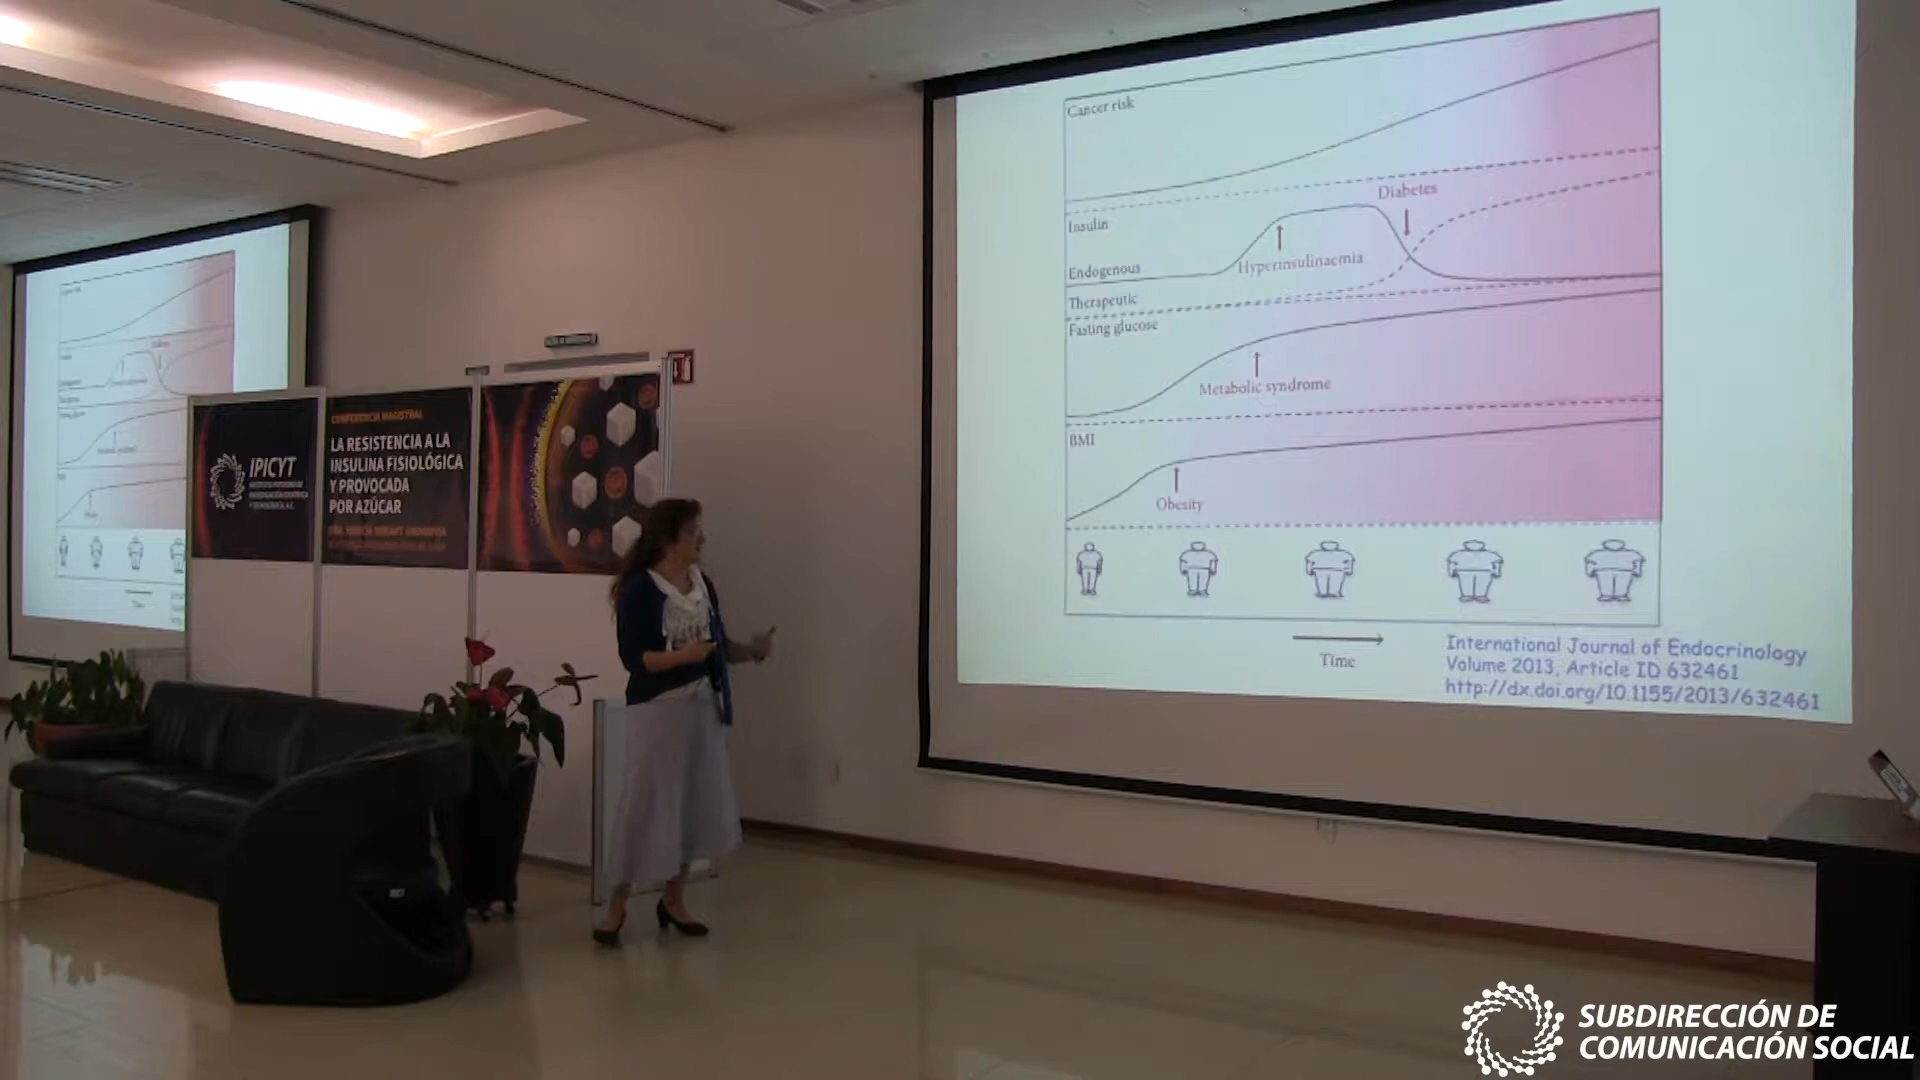 Cancer risk
Diabetes
Insulin
Hyperinsulinaemia
Endogenous
Therapeutic
Fasting glucose
Metabolic syndrome
BMI
Obesity
Time
International Journal of Endocrinology
Volume 2013, Article ID 632461
http://dx.doi.org/10.1155/2013/632461
IPICYT
CONFERENCIA MAGISTRAL
LA RESISTENCIA A LA
INSULINA FISIOLÓGICA
Y PROVOCADA
POR AZÚCAR
SUBDIRECCIÓN DE
COMUNICACIÓN SOCIAL